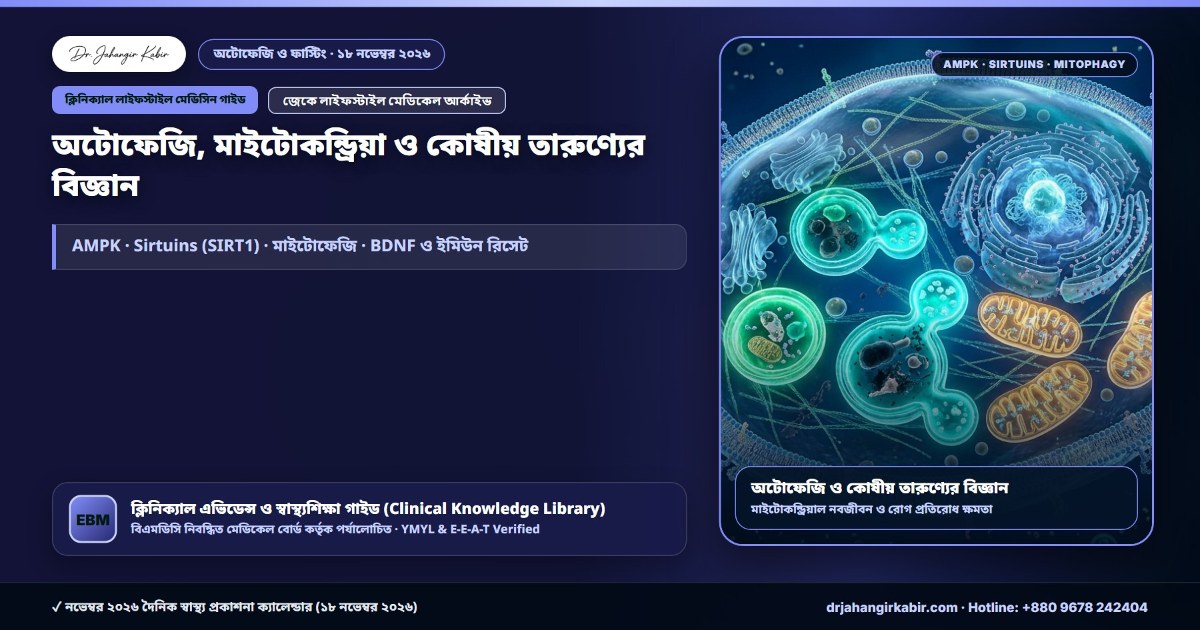 Dr. Jahangir Kabir
অটোফেজি ও ফাস্টিং · ১৮ নভেম্বর ২০২৬
ক্লিনিক্যাল লাইফস্টাইল মেডিসিন গাইড
জেকে লাইফস্টাইল মেডিকেল আর্কাইভ
অটোফেজি, মাইটোকন্ড্রিয়া ও কোষীয় তারুণ্যের
বিজ্ঞান
AMPK · Sirtuins (SIRT1) · মাইটোফেজি · BDNF ও ইমিউন রিসেট
EBM
ক্লিনিক্যাল এভিডেন্স ও স্বাস্থ্যশিক্ষা গাইড (Clinical Knowledge Library)
বিএমডিসি নিবন্ধিত মেডিকেল বোর্ড কর্তৃক পর্যালোচিত · YMYL & E-E-A-T Verified
AMPK · SIRTUINS · MITOPHAGY
অটোফেজি ও কোষীয় তারুণ্যের বিজ্ঞান
মাইটোকন্ড্রিয়াল নবজীবন ও রোগ প্রতিরোধ ক্ষমতা
✓ নভেম্বর ২০২৬ দৈনিক স্বাস্থ্য প্রকাশনা ক্যালেন্ডার (১৮ নভেম্বর ২০২৬)
drjahangirkabir.com · Hotline: +880 9678 242404